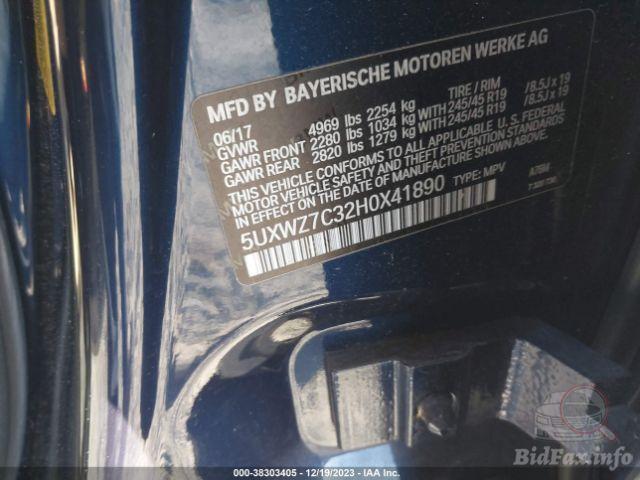 MFD BY BAYERISCHE MOTOREN WERKE AG
06/17 TIRE / RIM
GVWR 4969 lbs 2254 kg
GAWR FRONT 2280 lbs 1034 kg WITH 245/45 R19 /8.5J x 19
GAWR REAR 2820 lbs 1279 kg WITH 245/45 R19 /8.5J x 19
THIS VEHICLE CONFORMS TO ALL APPLICABLE U. S. FEDERAL
MOTOR VEHICLE SAFETY AND THEFT PREVENTION STANDARDS
IN EFFECT ON THE DATE OF MANUFACTURE SHOWN ABOVE.
5UXWZ7C32H0X41890 TYPE: MPV
000-38303405 - 12/19/2023 - IAA Inc.
BidFax.info